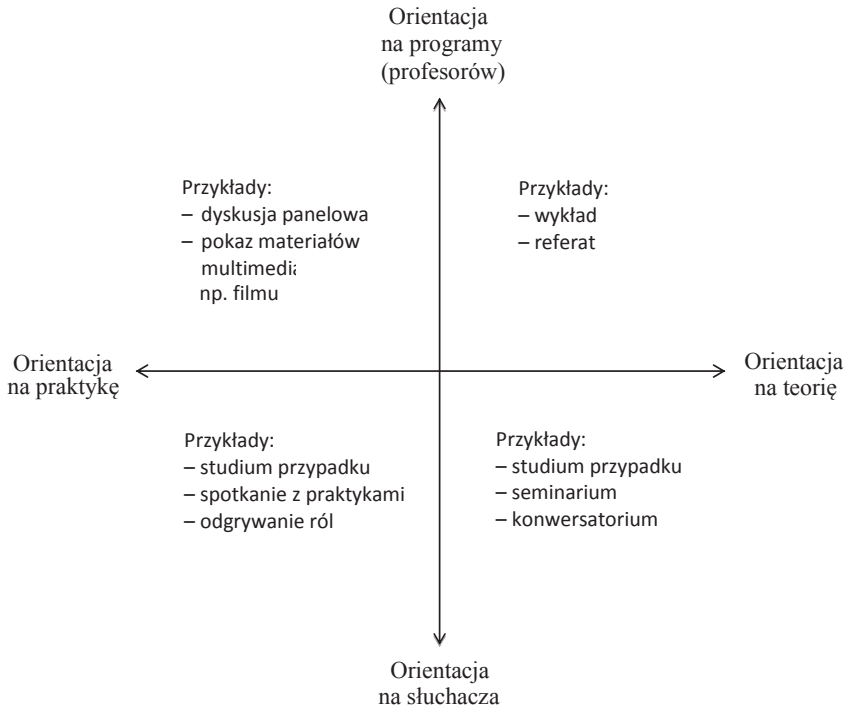 Orientacja
na programy
(profesorów)
Przykłady:
– dyskusja panelowa
– pokaz materiałów
multimedia
np. filmu
Przykłady:
– wykład
– referat
Orientacja
na praktykę
Orientacja
na teorię
Przykłady:
– studium przypadku
– spotkanie z praktykami
– odgrywanie ról
Przykłady:
– studium przypadku
– seminarium
– konwersatorium
Orientacja
na słuchacza